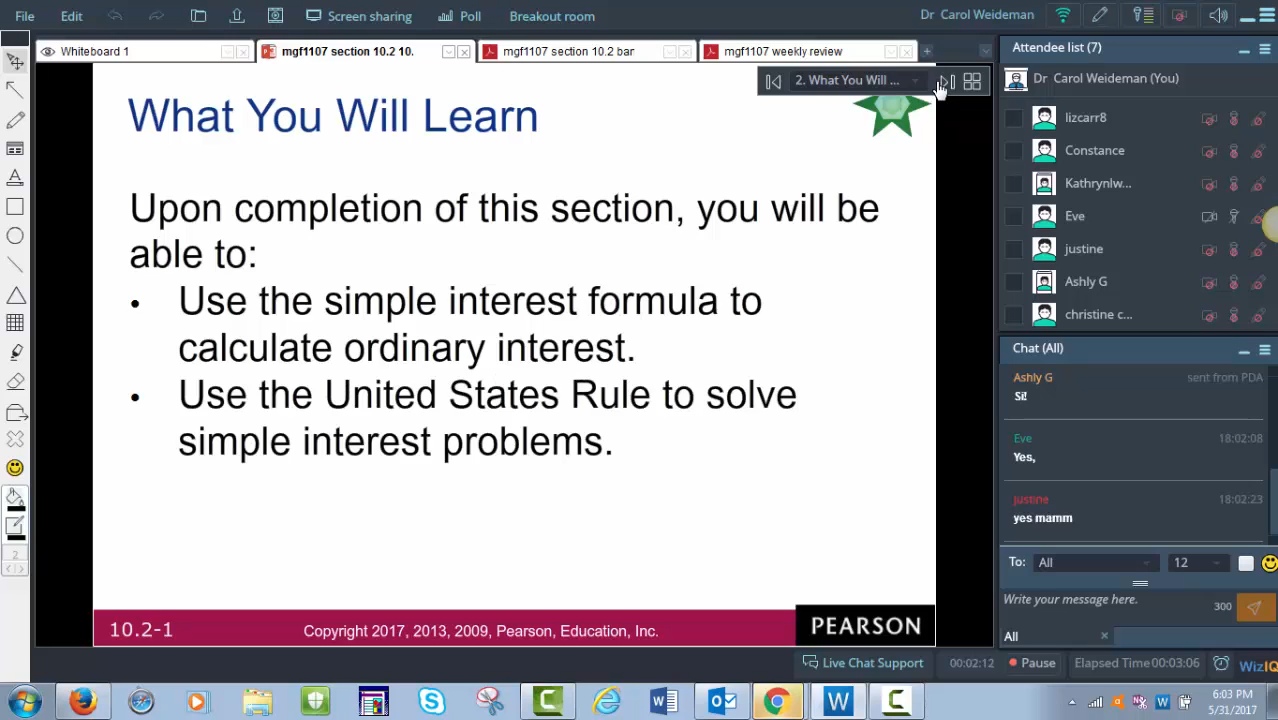 File Edit Screen sharing Poll Breakout room Dr Carol Weideman
Whiteboard 1 mgf1107 section 10.2 10. mgf1107 section 10.2 bar mgf1107 weekly review
2. What You Will ...
What You Will Learn
Upon completion of this section, you will be
able to:
• Use the simple interest formula to
calculate ordinary interest.
• Use the United States Rule to solve
simple interest problems.
10.2-1 Copyright 2017, 2013, 2009, Pearson, Education, Inc. PEARSON
2
Attendee list (7)
Dr Carol Weideman (You)
lizcarr8
Constance
Kathrynlw...
Eve
justine
Ashly G
christine c...
Chat (All)
Ashly G sent from PDA
Si!
Eve 18:02:08
Yes,
justine 18:02:23
yes mamm
To: All 12
Write your message here. 300
All
Live Chat Support 00:02:12 Pause Elapsed Time 00:03:06 WizIQ
6:03 PM
5/31/2017